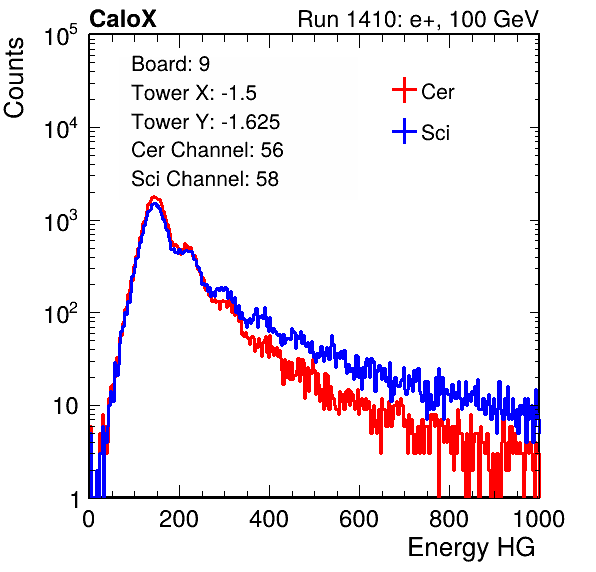 CaloX Run 1410: e+, 100 GeV
Counts
Board: 9
Tower X: -1.5
Tower Y: -1.625
Cer Channel: 56
Sci Channel: 58
Cer
Sci
10^5
10^4
10^3
10^2
10
1
0 200 400 600 800 1000
Energy HG